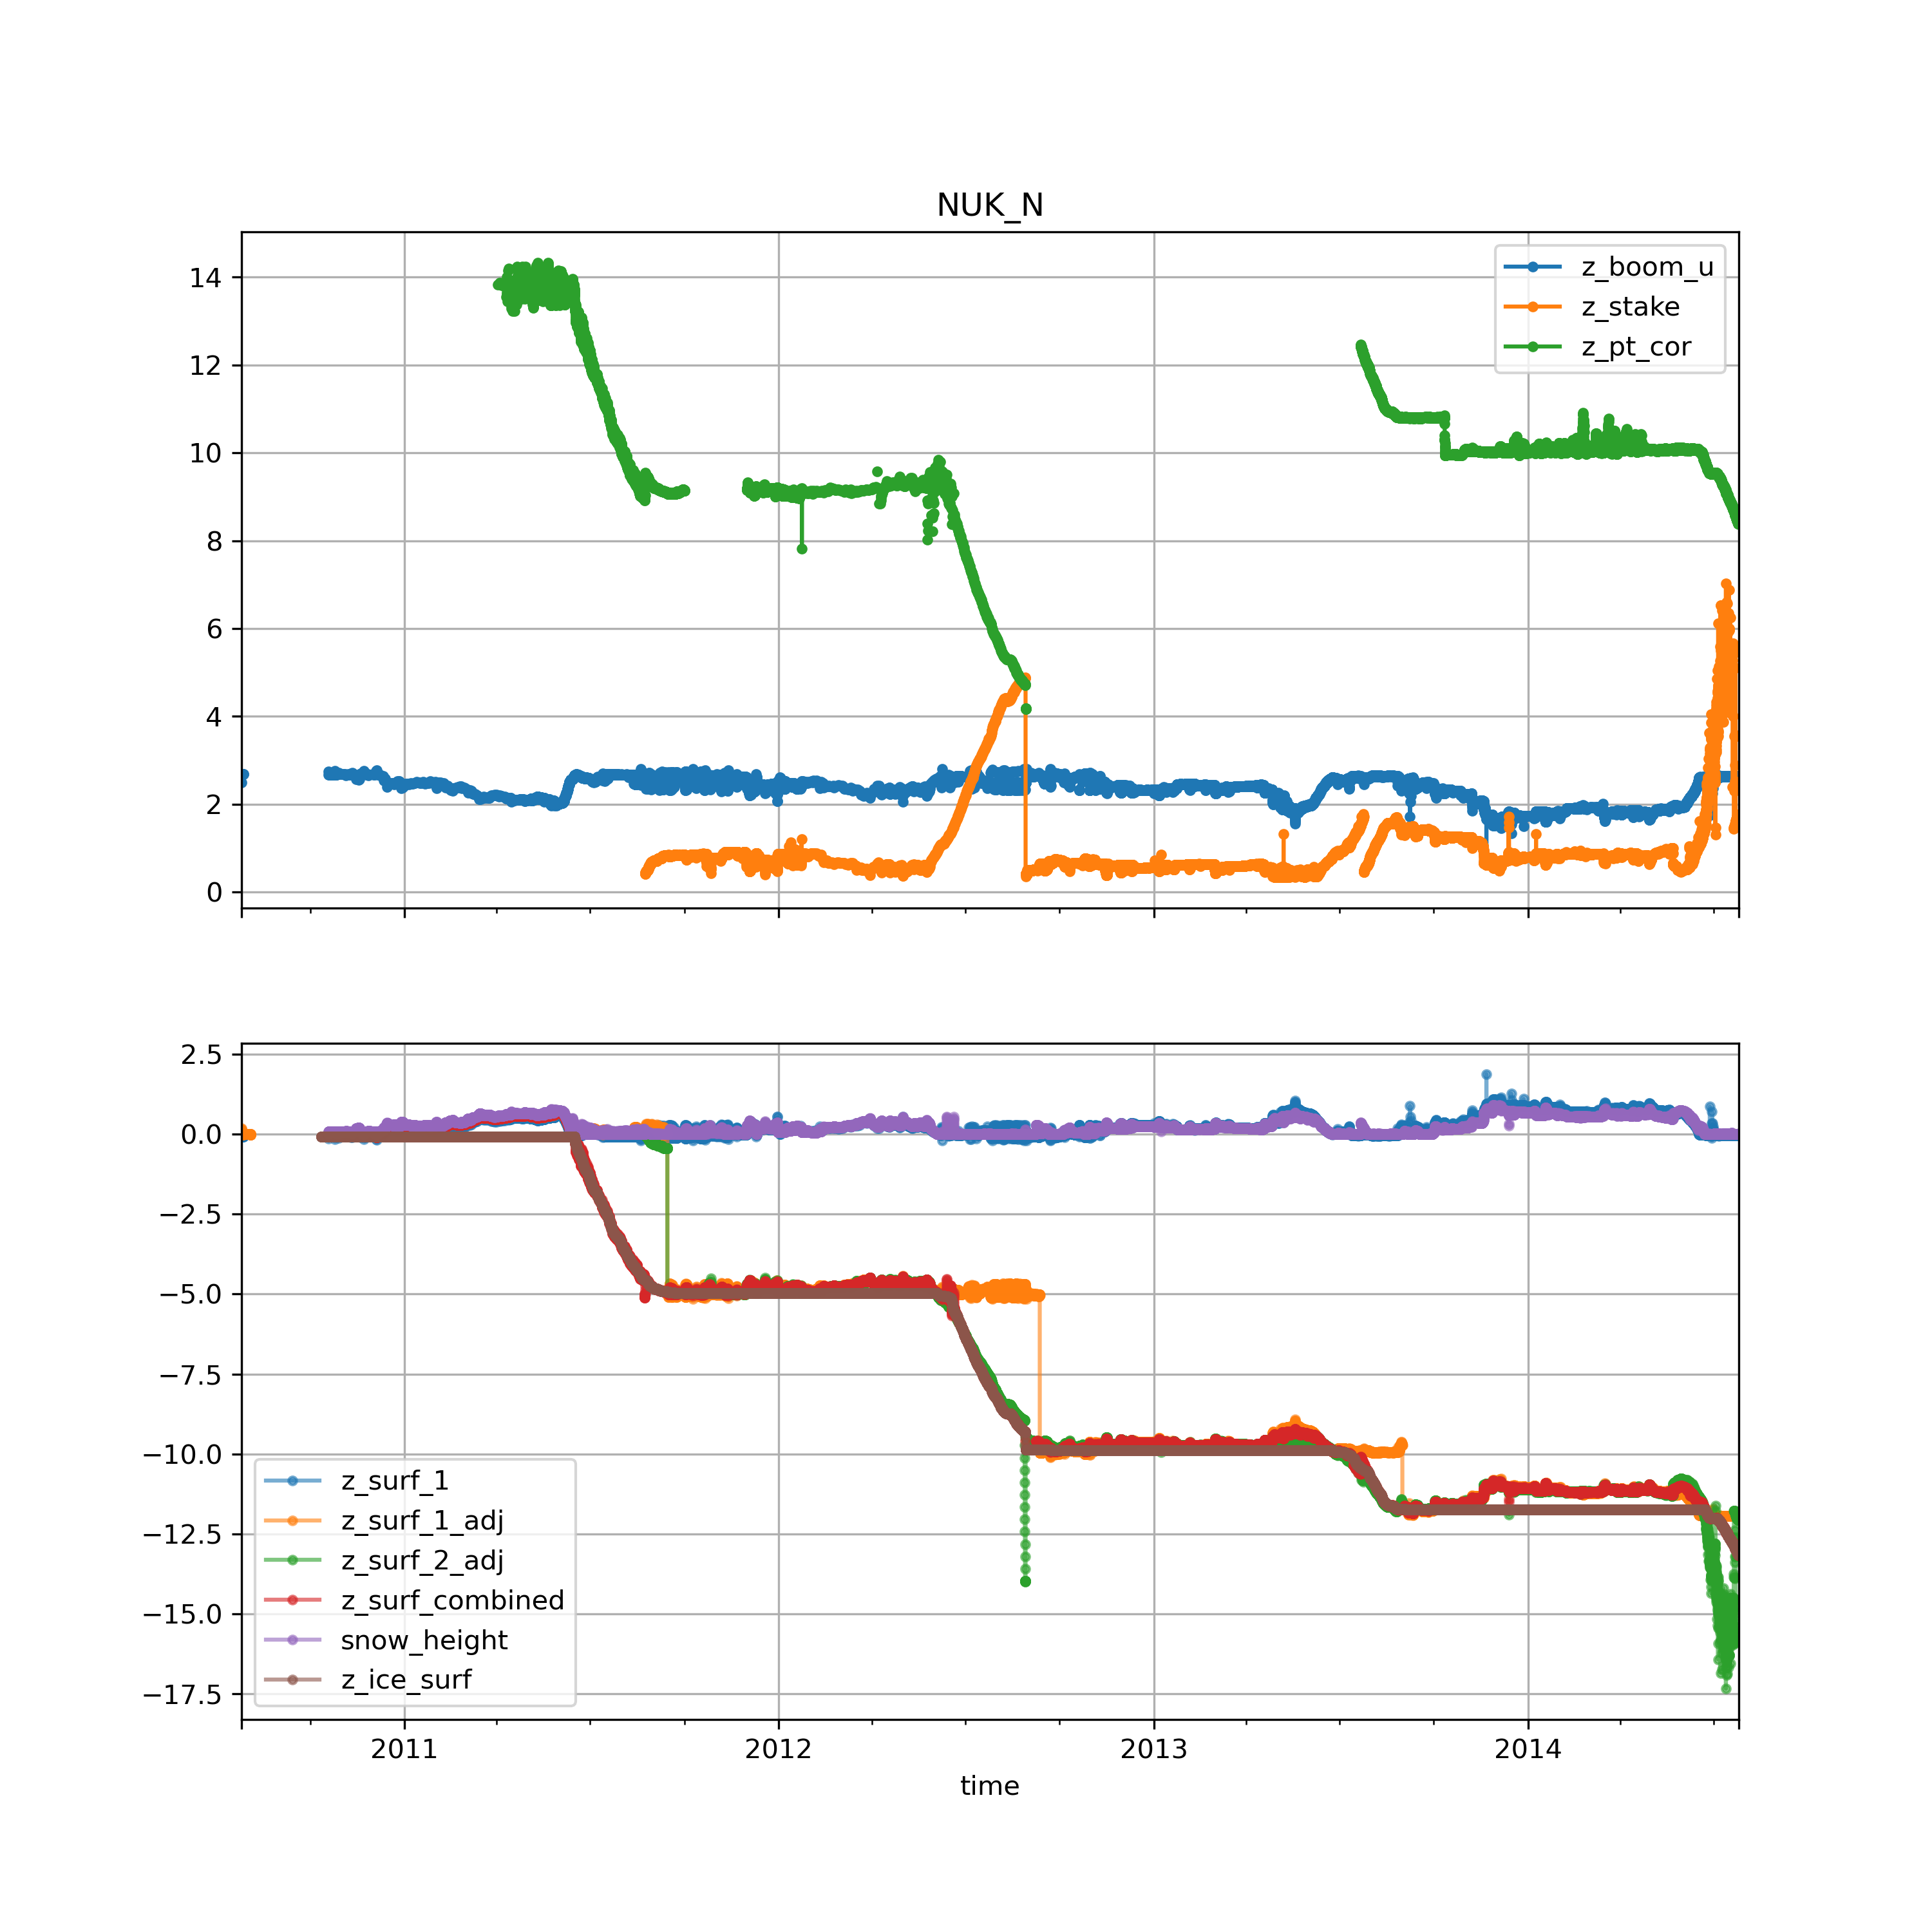 NUK_N
14
12
10
8
6
4
2
0
z_boom_u
z_stake
z_pt_cor
2.5
0.0
−2.5
−5.0
−7.5
−10.0
−12.5
−15.0
−17.5
z_surf_1
z_surf_1_adj
z_surf_2_adj
z_surf_combined
snow_height
z_ice_surf
2011 2012 2013 2014
time